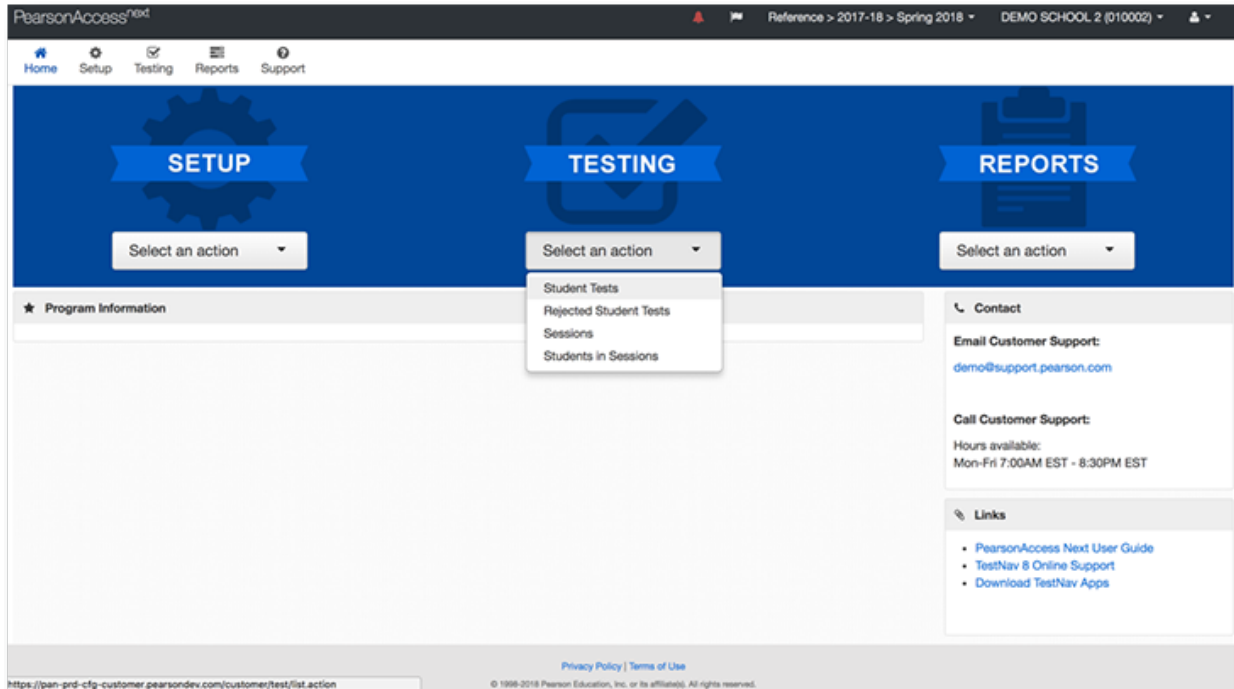 PearsonAccessnext
Reference > 2017-18 > Spring 2018
DEMO SCHOOL 2 (010002)
Home
Setup
Testing
Reports
Support
SETUP
TESTING
REPORTS
Select an action
Select an action
Select an action
Student Tests
Rejected Student Tests
Sessions
Students in Sessions
Program Information
Contact
Email Customer Support:
demo@support.pearson.com
Call Customer Support:
Hours available:
Mon-Fri 7:00AM EST - 8:30PM EST
Links
PearsonAccess Next User Guide
TestNav 8 Online Support
Download TestNav Apps
Privacy Policy | Terms of Use
https://pan-prd-cfg-customer.pearsondev.com/customer/test/list.action
© 1998-2018 Pearson Education, Inc. or its affiliate(s). All rights reserved.